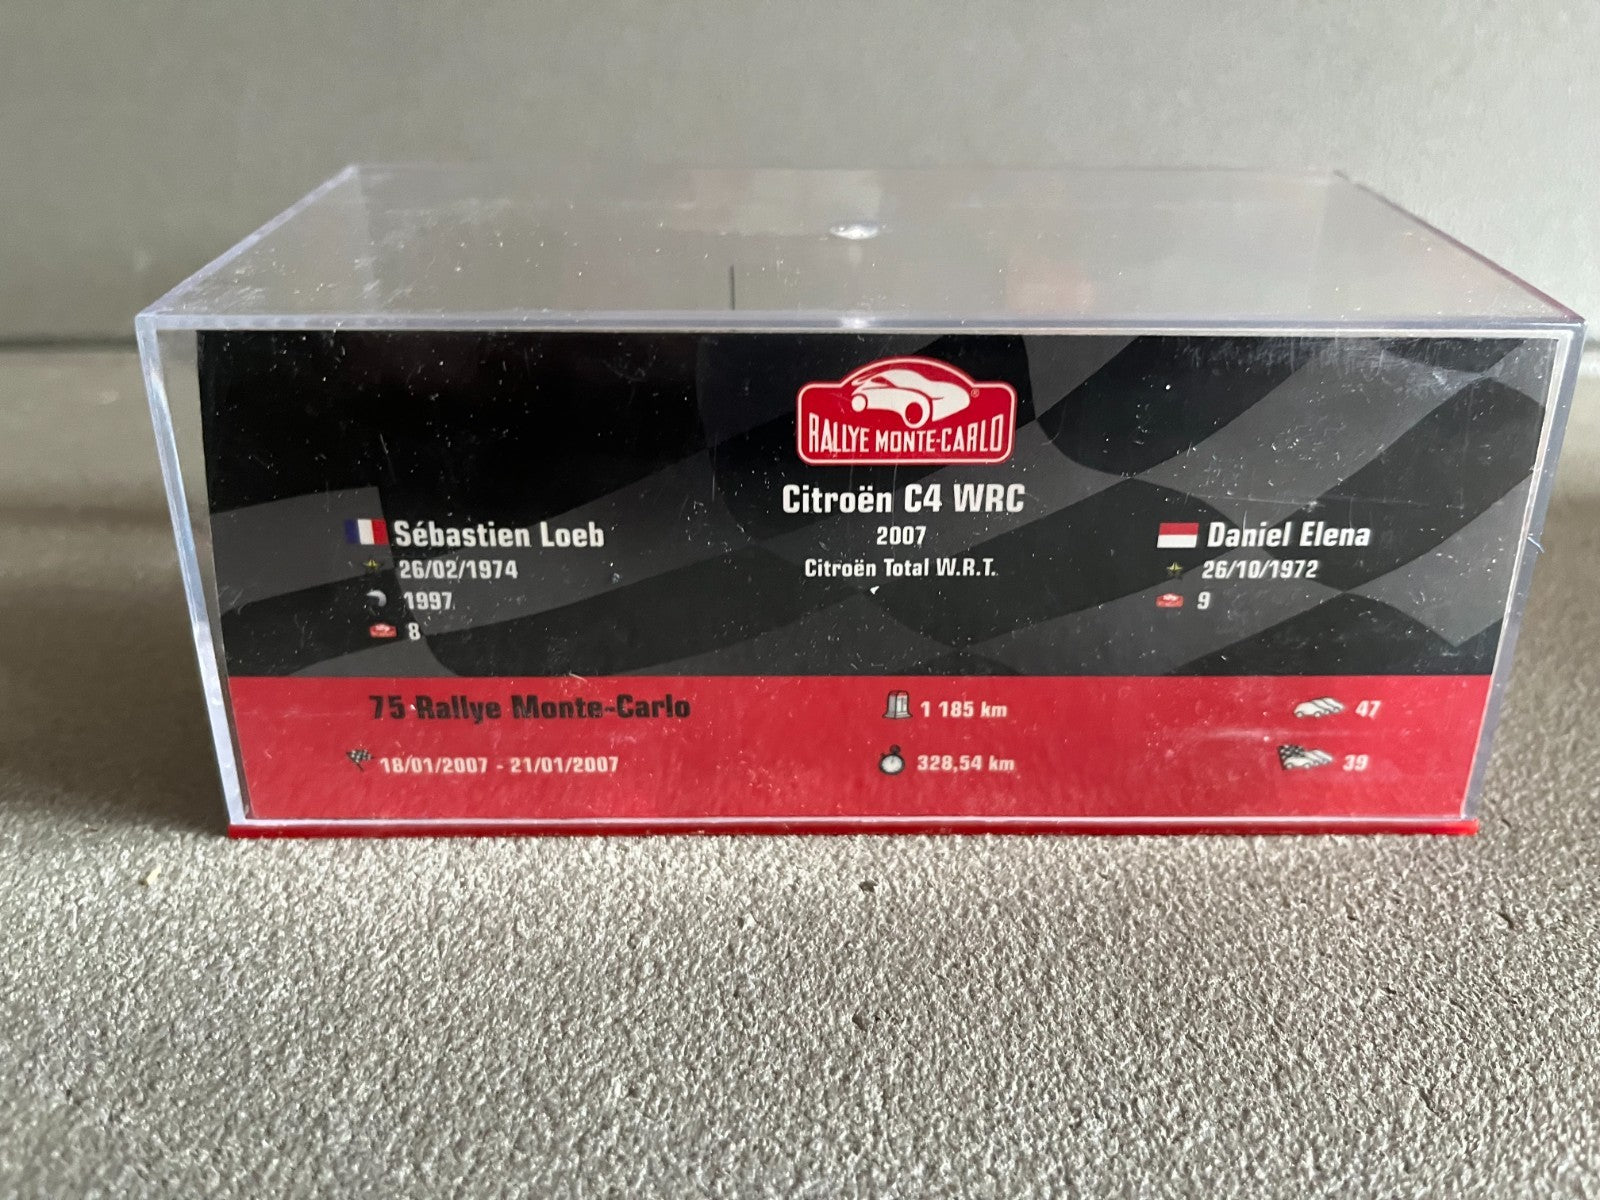 RALLYE MONTE-CARLO
Citroën C4 WRC
2007
Citroën Total W.R.T.
Sébastien Loeb
26/02/1974
1997
8
Daniel Elena
26/10/1972
9
75 Rallye Monte-Carlo
18/01/2007 - 21/01/2007
1 185 km
328,54 km
47
39